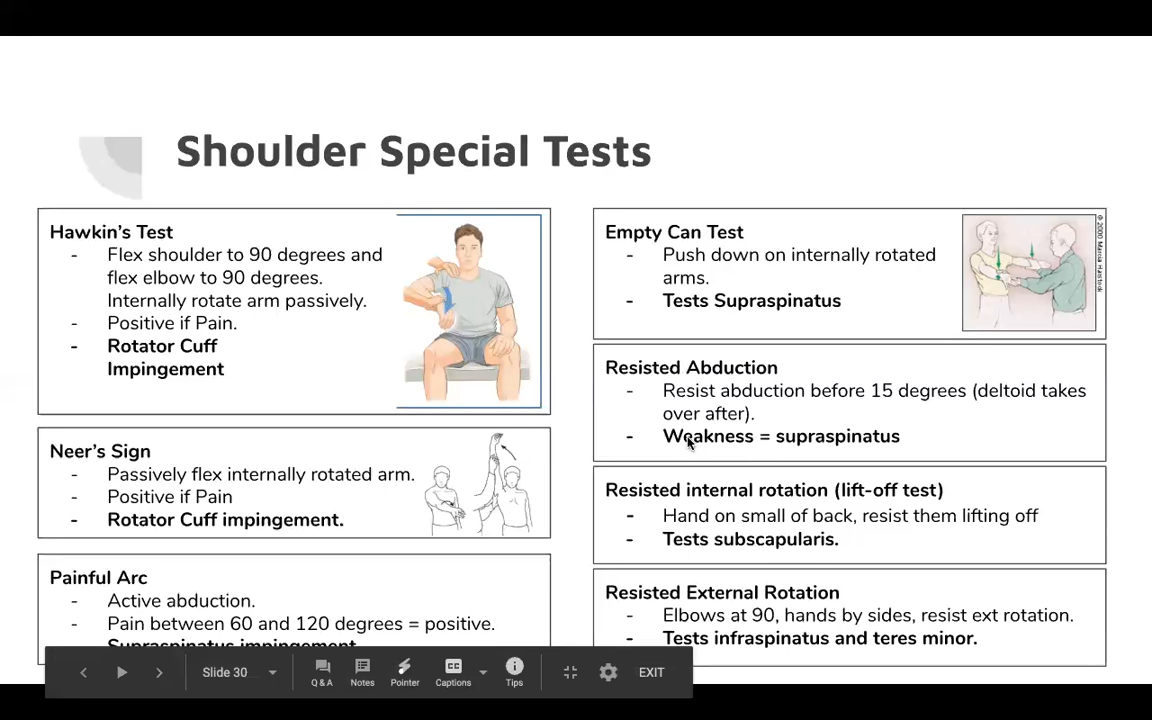 Shoulder Special Tests
Hawkin's Test
- Flex shoulder to 90 degrees and
flex elbow to 90 degrees.
Internally rotate arm passively.
- Positive if Pain.
- Rotator Cuff
Impingement
Neer's Sign
- Passively flex internally rotated arm.
- Positive if Pain
- Rotator Cuff impingement.
Painful Arc
- Active abduction.
- Pain between 60 and 120 degrees = positive.
Supraspinatus impingement
Empty Can Test
- Push down on internally rotated
arms.
- Tests Supraspinatus
© 2000 Marcia Hartsock
Resisted Abduction
- Resist abduction before 15 degrees (deltoid takes
over after).
- Weakness = supraspinatus
Resisted internal rotation (lift-off test)
- Hand on small of back, resist them lifting off
- Tests subscapularis.
Resisted External Rotation
- Elbows at 90, hands by sides, resist ext rotation.
- Tests infraspinatus and teres minor.
Slide 30
Q & A
Notes
Pointer
CC
Captions
Tips
EXIT